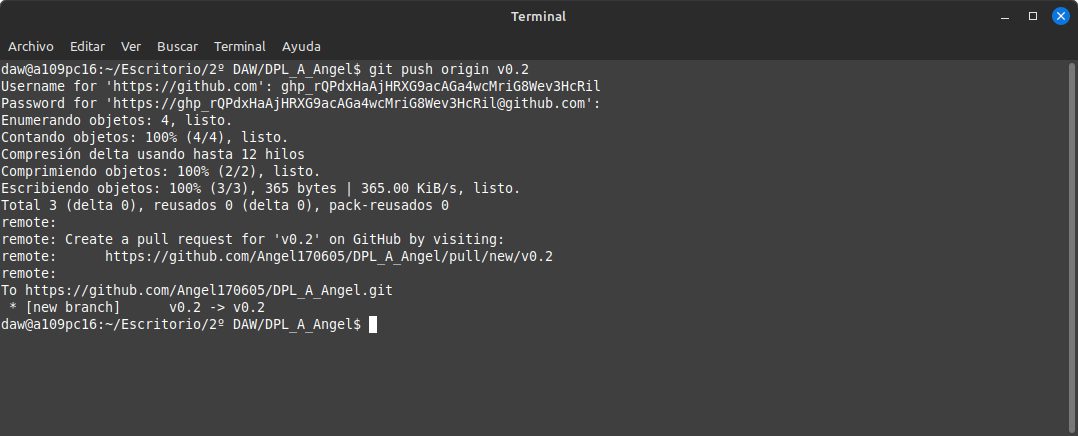 Terminal
Archivo Editar Ver Buscar Terminal Ayuda
daw@a109pc16:~/Escritorio/2º DAW/DPL_A_Angel$ git push origin v0.2
Username for 'https://github.com': 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
Password for 'https://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@github.com':
Enumerando objetos: 4, listo.
Contando objetos: 100% (4/4), listo.
Compresión delta usando hasta 12 hilos
Comprimiendo objetos: 100% (2/2), listo.
Escribiendo objetos: 100% (3/3), 365 bytes | 365.00 KiB/s, listo.
Total 3 (delta 0), reusados 0 (delta 0), pack-reusados 0
remote:
remote: Create a pull request for 'v0.2' on GitHub by visiting:
remote:      https://github.com/Angel170605/DPL_A_Angel/pull/new/v0.2
remote:
To https://github.com/Angel170605/DPL_A_Angel.git
 * [new branch]      v0.2 -> v0.2
daw@a109pc16:~/Escritorio/2º DAW/DPL_A_Angel$